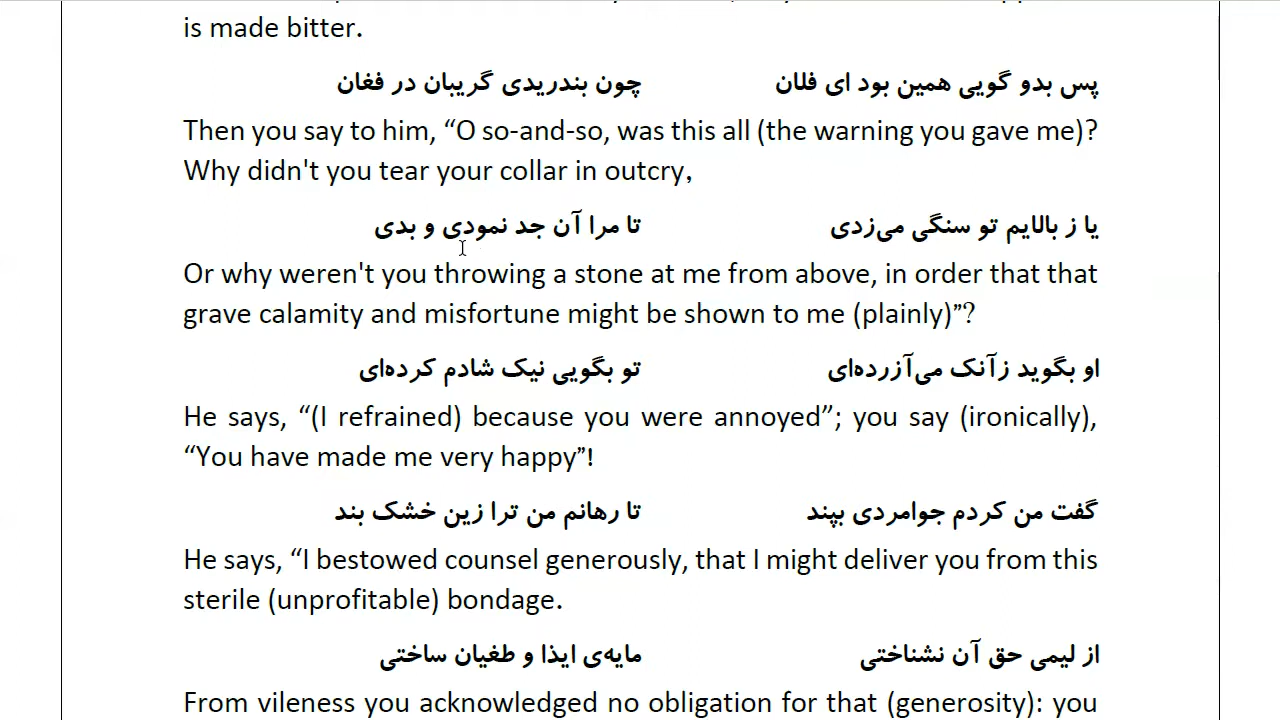 is made bitter.
پس بدو گویی همین بود ای فلان چون بندریدی گریبان در فغان
Then you say to him, “O so-and-so, was this all (the warning you gave me)?
Why didn't you tear your collar in outcry,
یا ز بالایم تو سنگی می‌زدی تا مرا آن جد نمودی و بدی
Or why weren't you throwing a stone at me from above, in order that that
grave calamity and misfortune might be shown to me (plainly)”?
او بگوید زآنک می‌آزرده‌ای تو بگویی نیک شادم کرده‌ای
He says, “(I refrained) because you were annoyed”; you say (ironically),
“You have made me very happy”!
گفت من کردم جوامردی بپند تا رهانم من ترا زین خشک بند
He says, “I bestowed counsel generously, that I might deliver you from this
sterile (unprofitable) bondage.
از لیمی حق آن نشناختی مایه‌ی ایذا و طغیان ساختی
From vileness you acknowledged no obligation for that (generosity): you